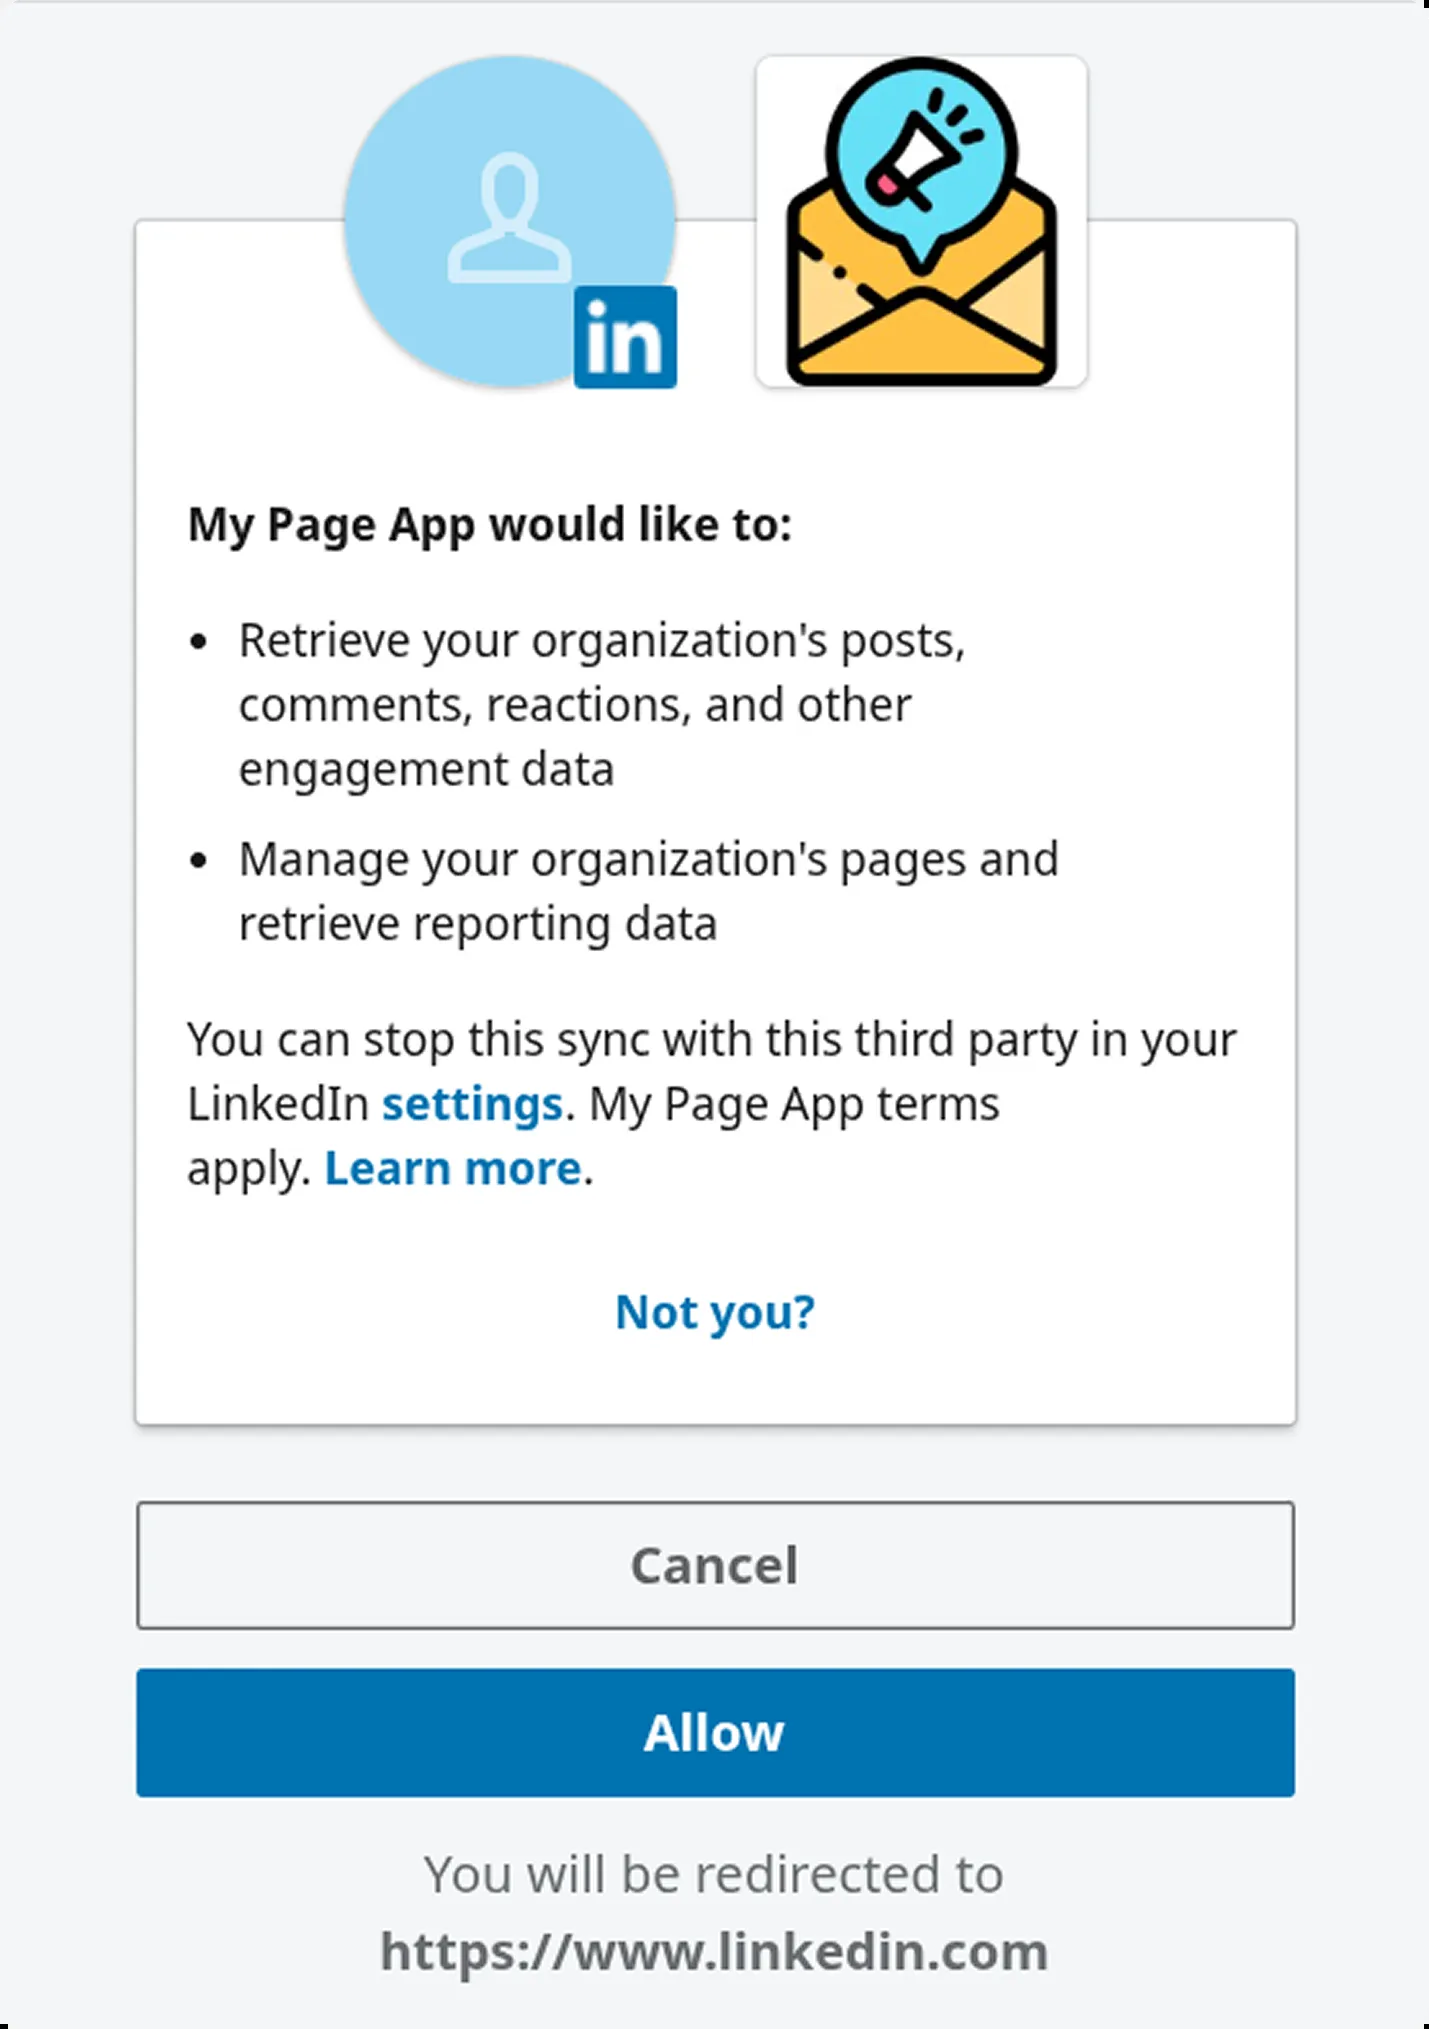 in
My Page App would like to:
• Retrieve your organization's posts,
comments, reactions, and other
engagement data
• Manage your organization's pages and
retrieve reporting data
You can stop this sync with this third party in your
LinkedIn settings. My Page App terms
apply. Learn more.
Not you?
Cancel
Allow
You will be redirected to
https://www.linkedin.com